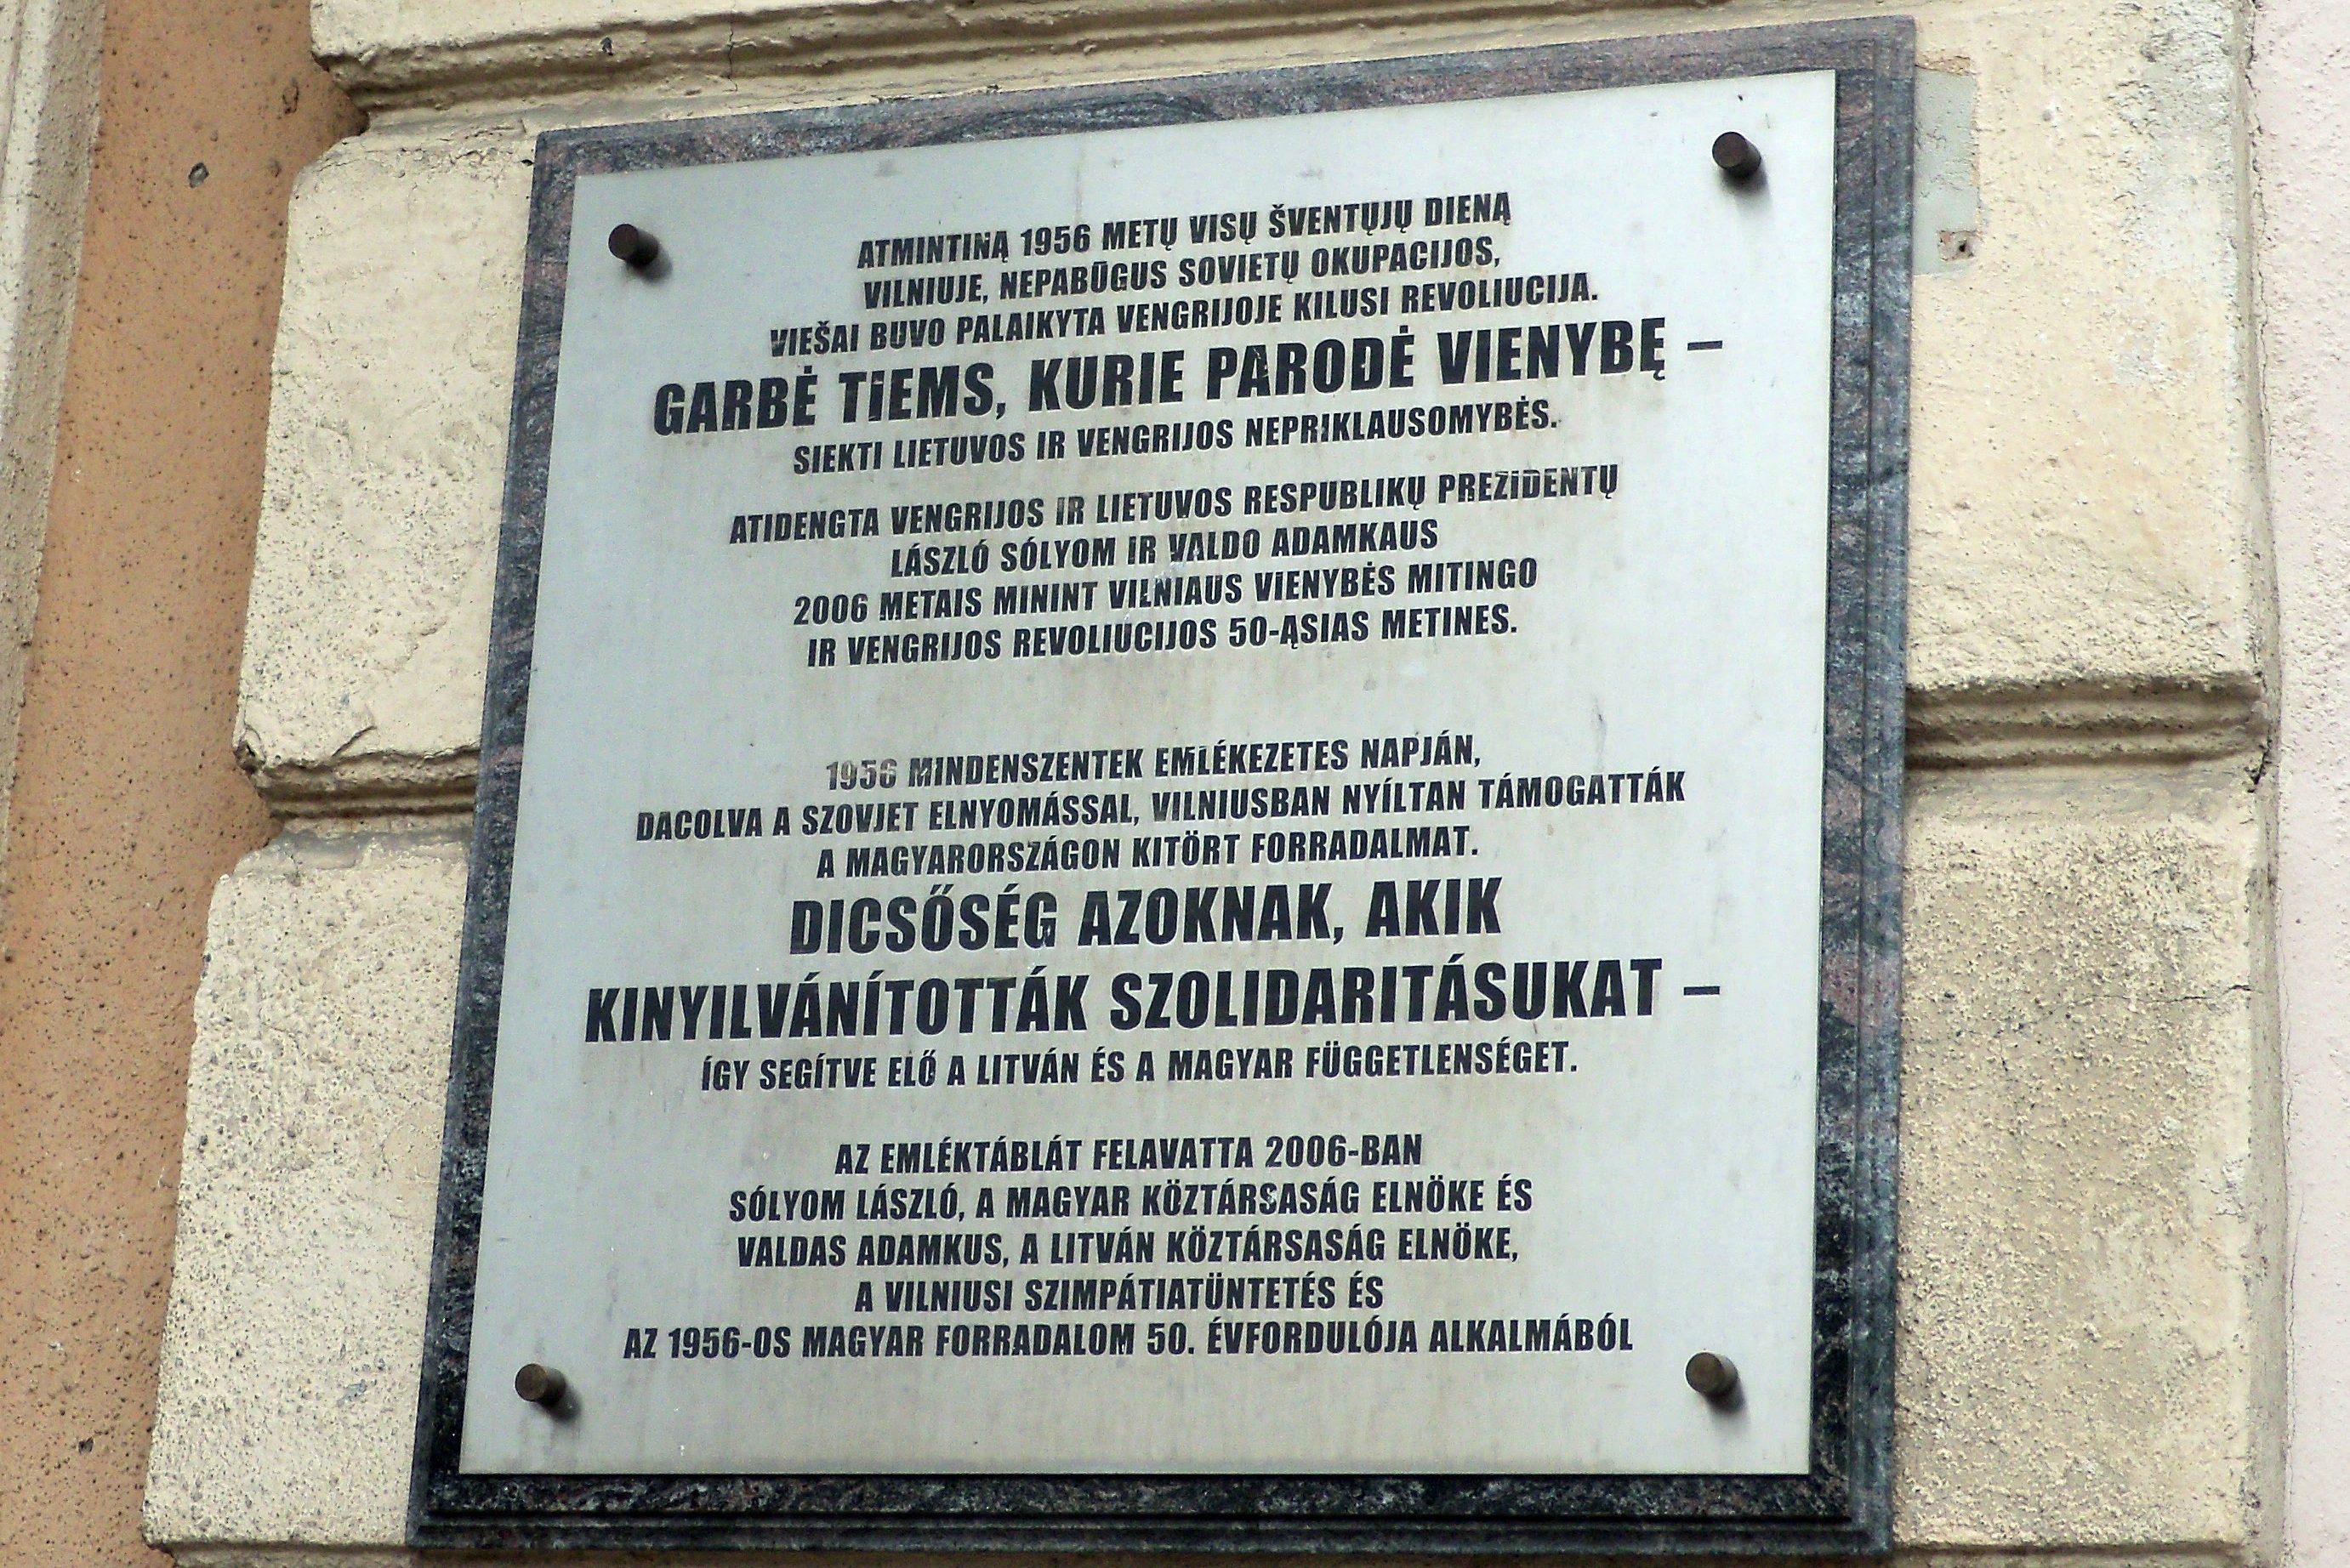 ATMINTINĄ 1956 METŲ VISŲ ŠVENTŲJŲ DIENĄ
VILNIUJE, NEPABŪGUS SOVIETŲ OKUPACIJOS,
VIEŠAI BUVO PALAIKYTA VENGRIJOJE KILUSI REVOLIUCIJA.
GARBĖ TIEMS, KURIE PARODĖ VIENYBĘ –
SIEKTI LIETUVOS IR VENGRIJOS NEPRIKLAUSOMYBĖS.
ATIDENGTA VENGRIJOS IR LIETUVOS RESPUBLIKŲ PREZIDENTŲ
LÁSZLÓ SÓLYOM IR VALDO ADAMKAUS
2006 METAIS MININT VILNIAUS VIENYBĖS MITINGO
IR VENGRIJOS REVOLIUCIJOS 50-ĄSIAS METINES.
1956 MINDENSZENTEK EMLÉKEZETES NAPJÁN,
DACOLVA A SZOVJET ELNYOMÁSSAL, VILNIUSBAN NYÍLTAN TÁMOGATTÁK
A MAGYARORSZÁGON KITÖRT FORRADALMAT.
DICSŐSÉG AZOKNAK, AKIK
KINYILVÁNÍTOTTÁK SZOLIDARITÁSUKAT –
ÍGY SEGÍTVE ELŐ A LITVÁN ÉS A MAGYAR FÜGGETLENSÉGET.
AZ EMLÉKTÁBLÁT FELAVATTA 2006-BAN
SÓLYOM LÁSZLÓ, A MAGYAR KÖZTÁRSASÁG ELNÖKE ÉS
VALDAS ADAMKUS, A LITVÁN KÖZTÁRSASÁG ELNÖKE,
A VILNIUSI SZIMPÁTIATÜNTETÉS ÉS
AZ 1956-OS MAGYAR FORRADALOM 50. ÉVFORDULÓJA ALKALMÁBÓL